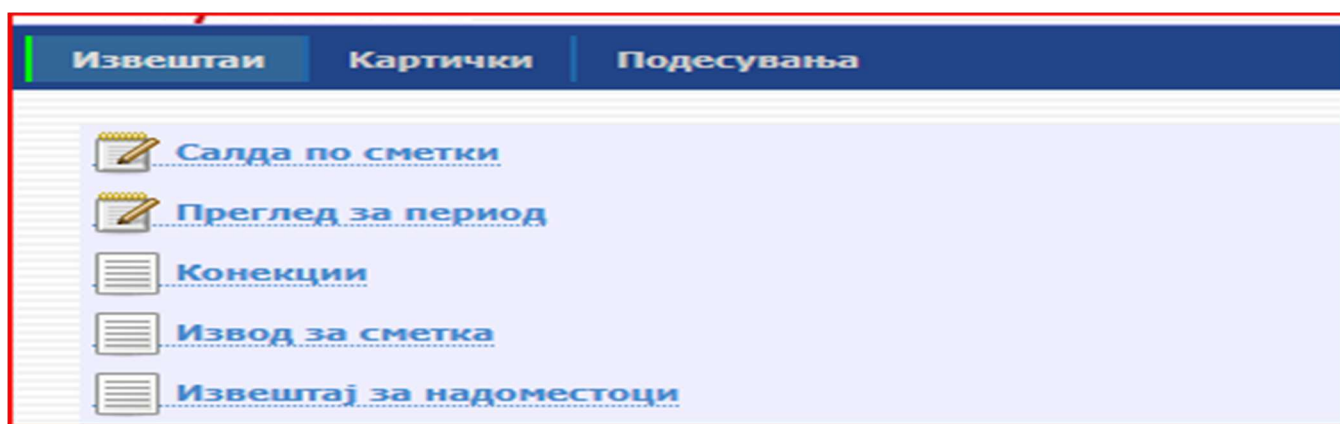 Извештаи Картички Подесувања
Салда по сметки
Преглед за период
Конекции
Извод за сметка
Извештај за надоместоци